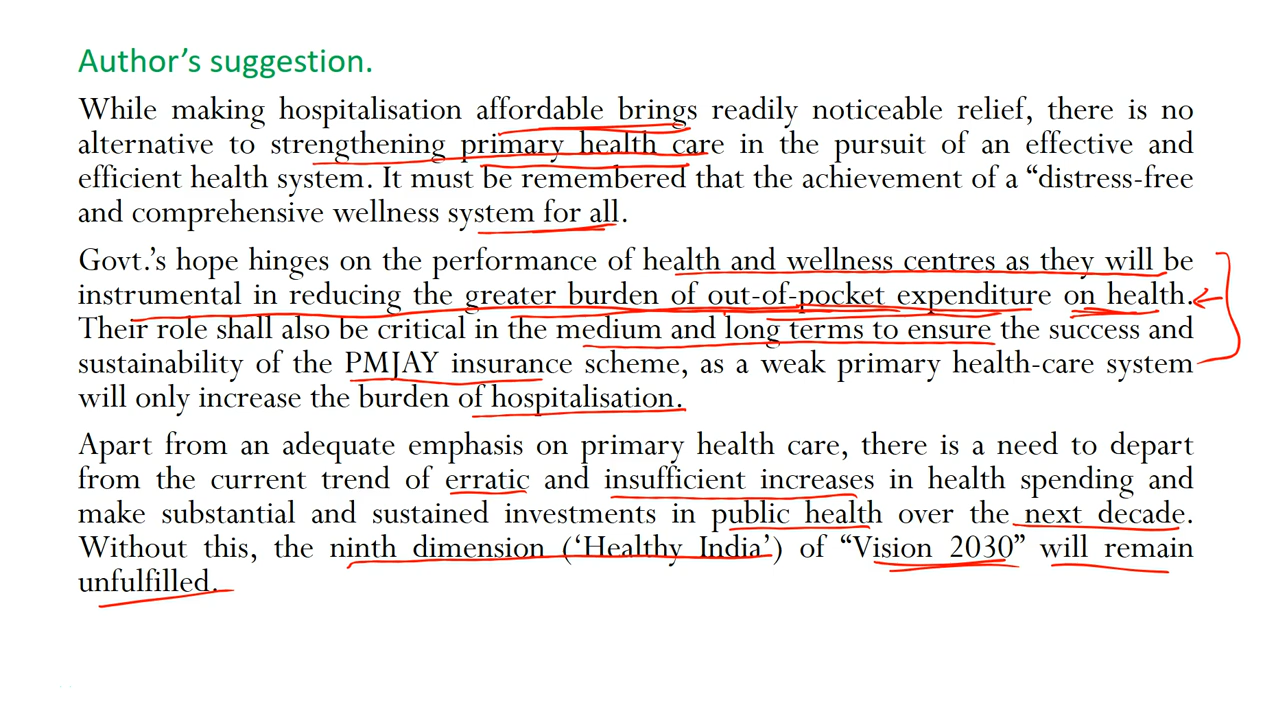 Author’s suggestion.
While making hospitalisation affordable brings readily noticeable relief, there is no
alternative to strengthening primary health care in the pursuit of an effective and
efficient health system. It must be remembered that the achievement of a “distress-free
and comprehensive wellness system for all.
Govt.’s hope hinges on the performance of health and wellness centres as they will be
instrumental in reducing the greater burden of out-of-pocket expenditure on health.
Their role shall also be critical in the medium and long terms to ensure the success and
sustainability of the PMJAY insurance scheme, as a weak primary health-care system
will only increase the burden of hospitalisation.
Apart from an adequate emphasis on primary health care, there is a need to depart
from the current trend of erratic and insufficient increases in health spending and
make substantial and sustained investments in public health over the next decade.
Without this, the ninth dimension (‘Healthy India’) of “Vision 2030” will remain
unfulfilled.